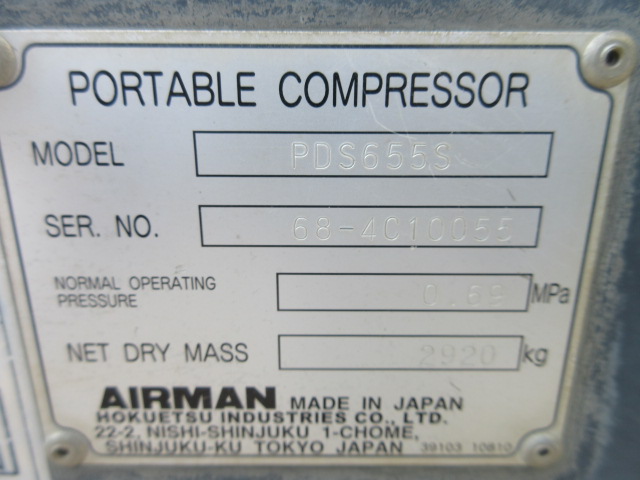 PORTABLE COMPRESSOR
MODEL PDS655S
SER. NO. 68-4C10055
NORMAL OPERATING
PRESSURE 0.69 MPa
NET DRY MASS 2920 kg
AIRMAN MADE IN JAPAN
HOKUETSU INDUSTRIES CO., LTD.
22-2, NISHI-SHINJUKU 1-CHOME,
SHINJUKU-KU TOKYO JAPAN 39103 10810